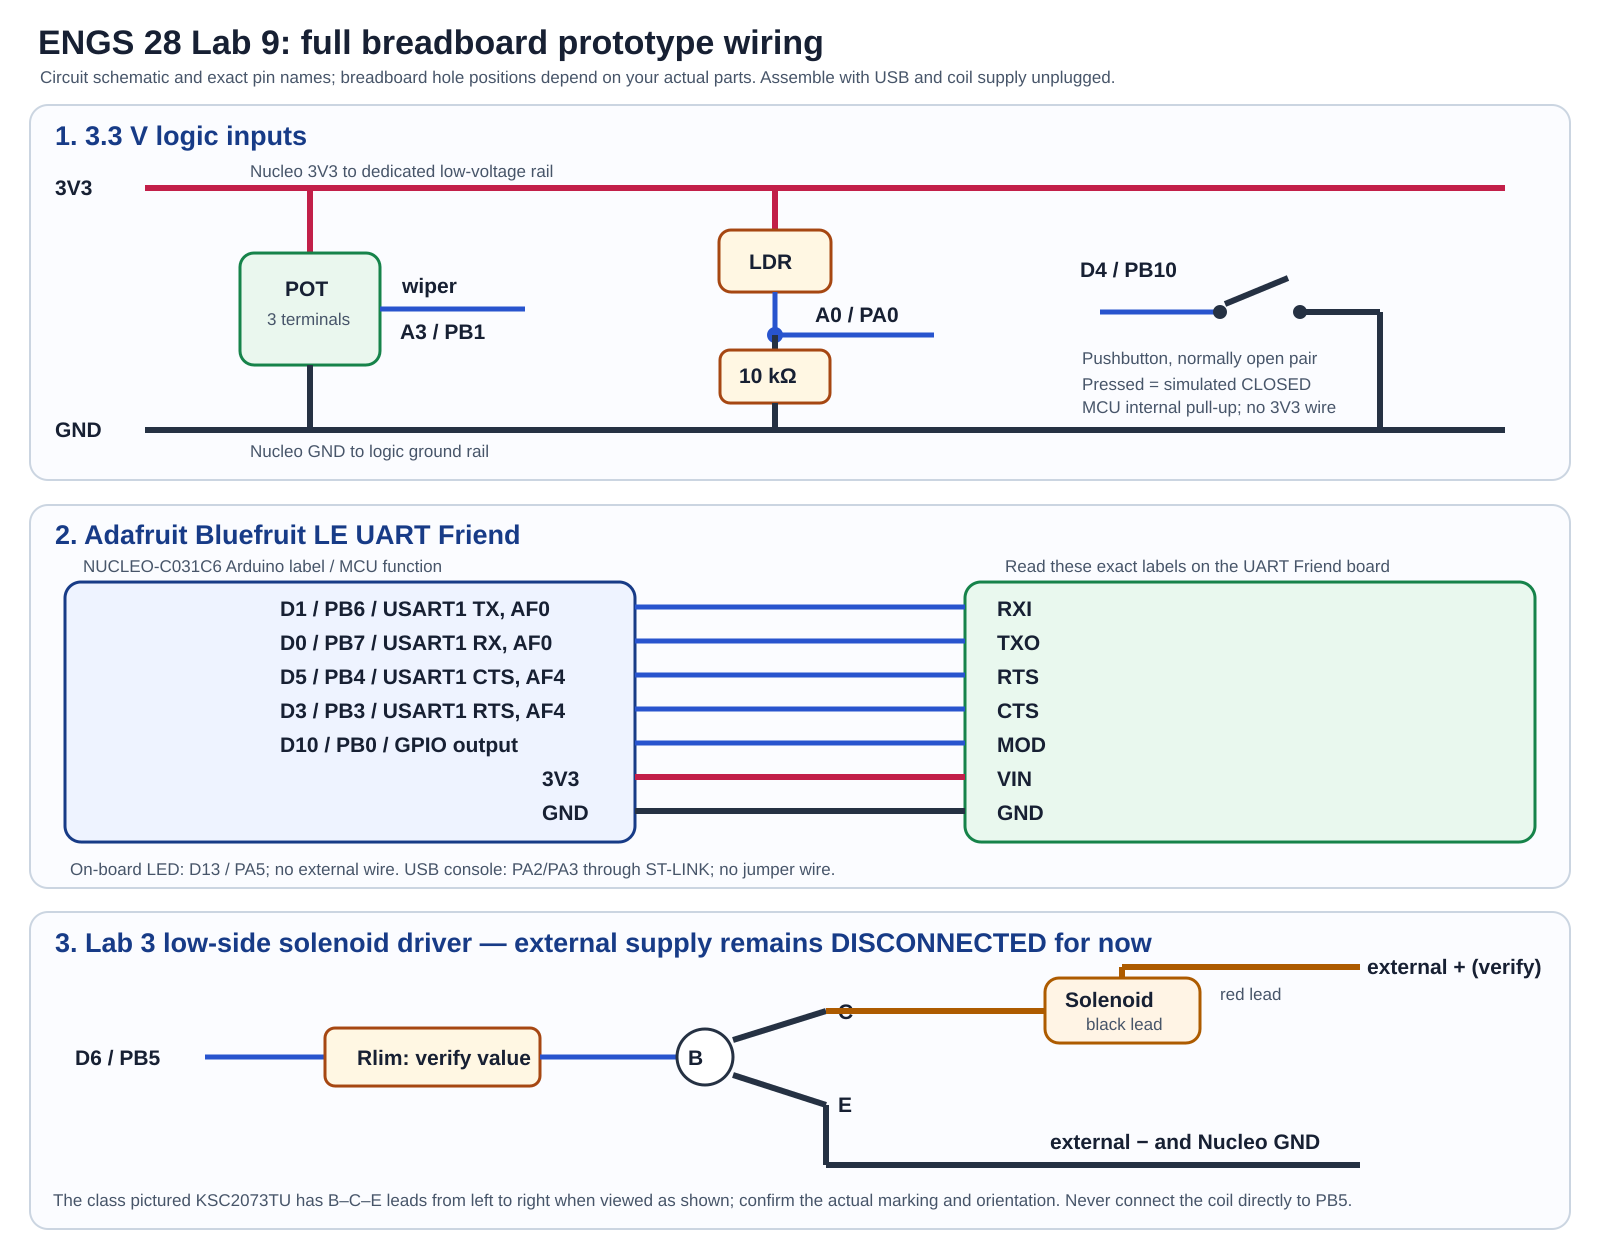 ENGS 28 Lab 9: full breadboard prototype wiring
Circuit schematic and exact pin names; breadboard hole positions depend on your actual parts. Assemble with USB and coil supply unplugged.
1. 3.3 V logic inputs
Nucleo 3V3 to dedicated low-voltage rail
3V3
POT
3 terminals
wiper
A3 / PB1
LDR
A0 / PA0
10 kΩ
D4 / PB10
Pushbutton, normally open pair
Pressed = simulated CLOSED
MCU internal pull-up; no 3V3 wire
GND
Nucleo GND to logic ground rail
2. Adafruit Bluefruit LE UART Friend
NUCLEO-C031C6 Arduino label / MCU function
Read these exact labels on the UART Friend board
D1 / PB6 / USART1 TX, AF0
RXI
D0 / PB7 / USART1 RX, AF0
TXO
D5 / PB4 / USART1 CTS, AF4
RTS
D3 / PB3 / USART1 RTS, AF4
CTS
D10 / PB0 / GPIO output
MOD
3V3
VIN
GND
GND
On-board LED: D13 / PA5; no external wire. USB console: PA2/PA3 through ST-LINK; no jumper wire.
3. Lab 3 low-side solenoid driver — external supply remains DISCONNECTED for now
external + (verify)
red lead
Solenoid
black lead
C
D6 / PB5
Rlim: verify value
B
E
external − and Nucleo GND
The class pictured KSC2073TU has B–C–E leads from left to right when viewed as shown; confirm the actual marking and orientation. Never connect the coil directly to PB5.